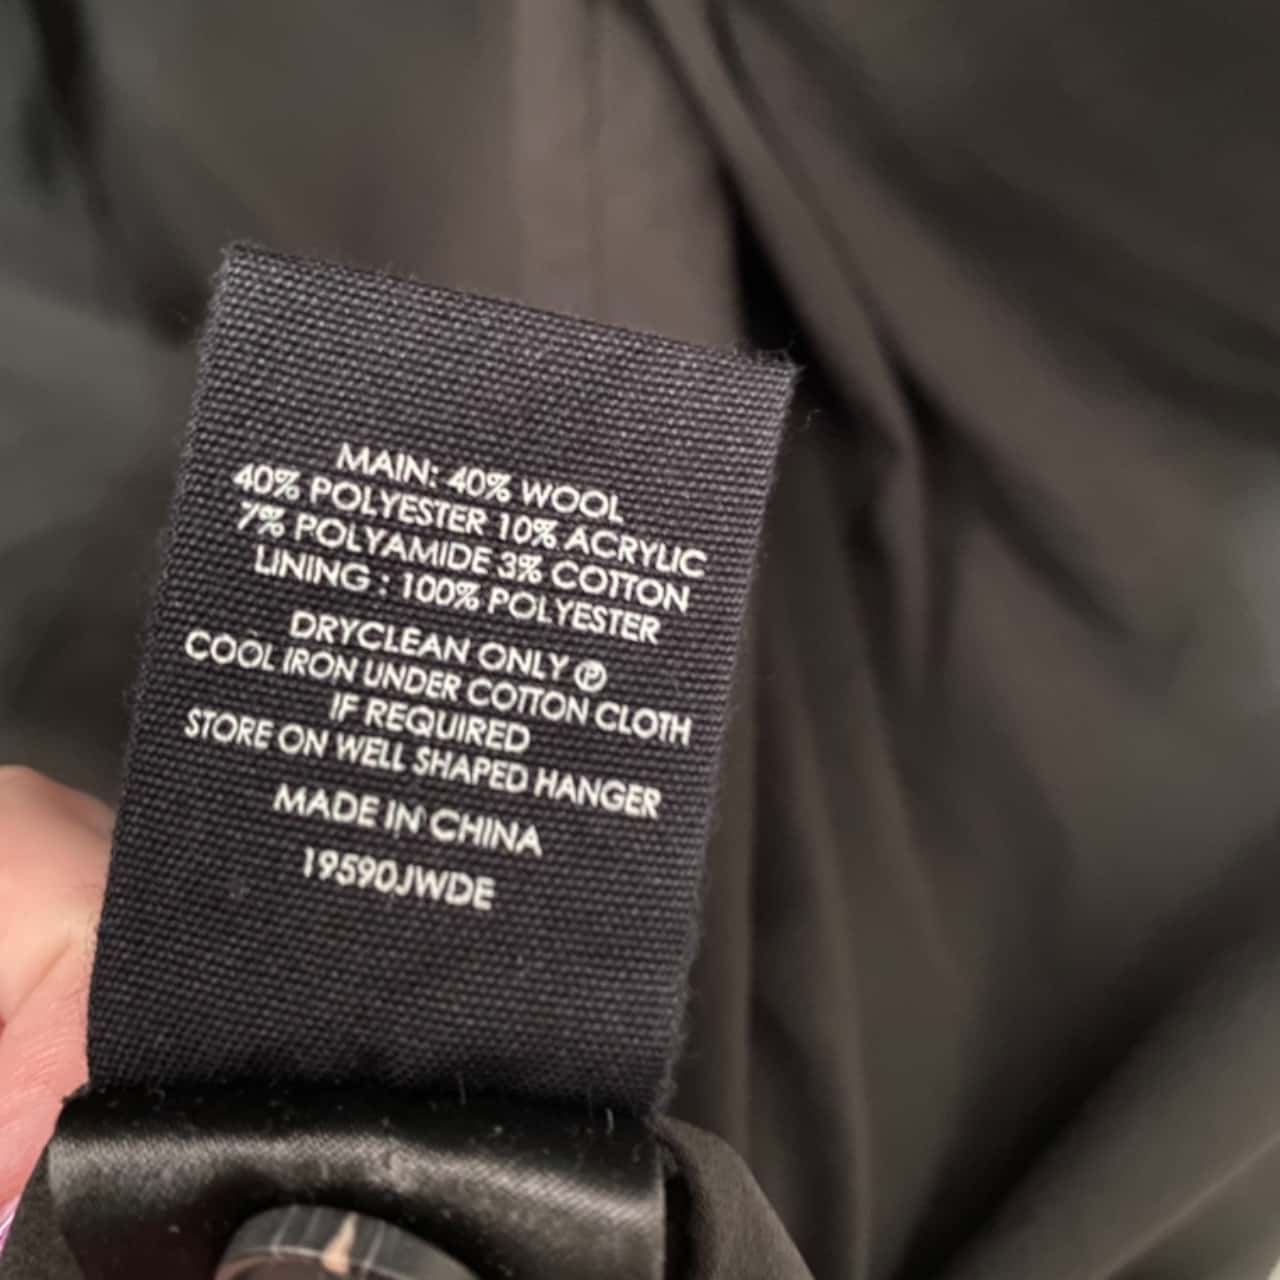 MAIN: 40% WOOL
40% POLYESTER 10% ACRYLIC
7% POLYAMIDE 3% COTTON
LINING : 100% POLYESTER
DRYCLEAN ONLY Ⓟ
COOL IRON UNDER COTTON CLOTH
IF REQUIRED
STORE ON WELL SHAPED HANGER
MADE IN CHINA
19590JWDE